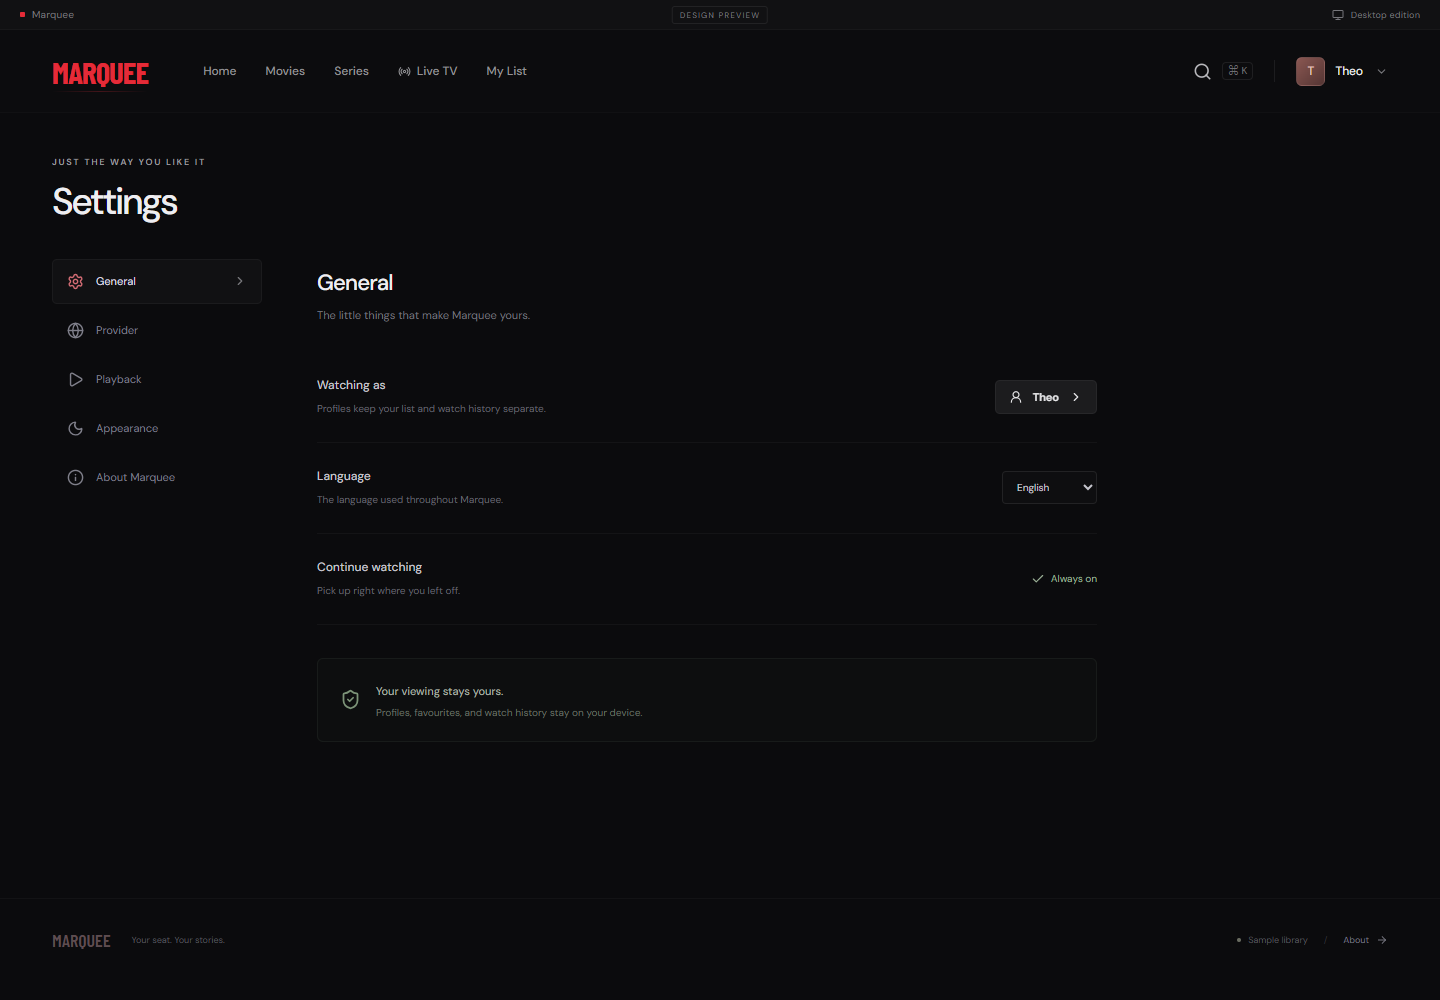 Marquee
DESIGN PREVIEW
Desktop edition
MARQUEE
Home
Movies
Series
Live TV
My List
⌘ K
T
Theo
JUST THE WAY YOU LIKE IT
Settings
General
Provider
Playback
Appearance
About Marquee
General
The little things that make Marquee yours.
Watching as
Profiles keep your list and watch history separate.
Theo
Language
The language used throughout Marquee.
English
Continue watching
Pick up right where you left off.
Always on
Your viewing stays yours.
Profiles, favourites, and watch history stay on your device.
MARQUEE
Your seat. Your stories.
Sample library
/
About